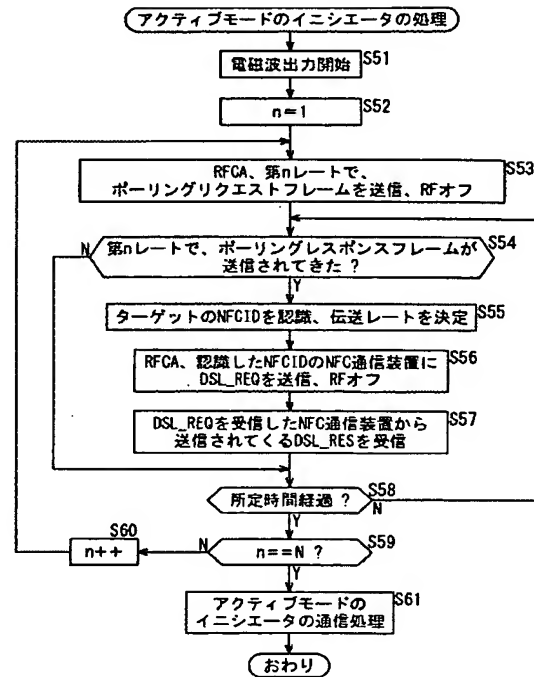 アクティブモードのイニシエータの処理
電磁波出力開始
S51
n=1
S52
RFCA、第nレートで、
ポーリングリクエストフレームを送信、RFオフ
S53
第nレートで、ポーリングレスポンスフレームが
送信されてきた ?
S54
N
Y
ターゲットのNFCIDを認識、伝送レートを決定
S55
RFCA、認識したNFCIDのNFC通信装置に
DSL_REQを送信、RFオフ
S56
DSL_REQを受信したNFC通信装置から
送信されてくるDSL_RESを受信
S57
所定時間経過 ?
S58
N
Y
n==N ?
S59
N
Y
n++
S60
アクティブモードの
イニシエータの通信処理
S61
おわり